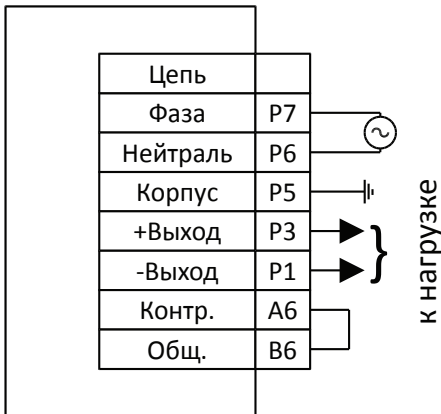 Цепь
Фаза P7
Нейтраль P6
Корпус P5
+Выход P3
-Выход P1
Контр. A6
Общ. B6
к нагрузке